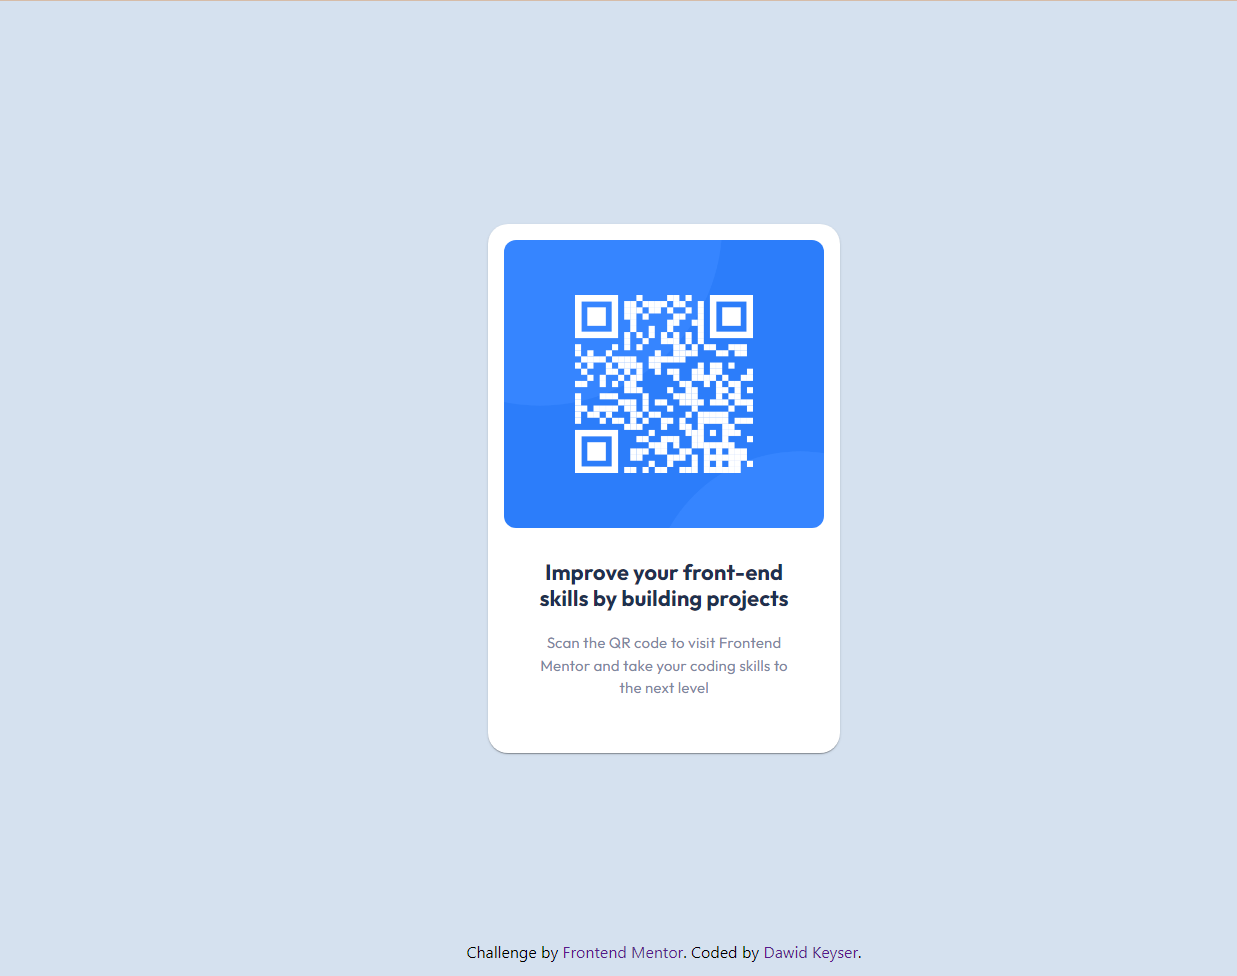 Improve your front-end
skills by building projects
Scan the QR code to visit Frontend
Mentor and take your coding skills to
the next level
Challenge by Frontend Mentor. Coded by Dawid Keyser.